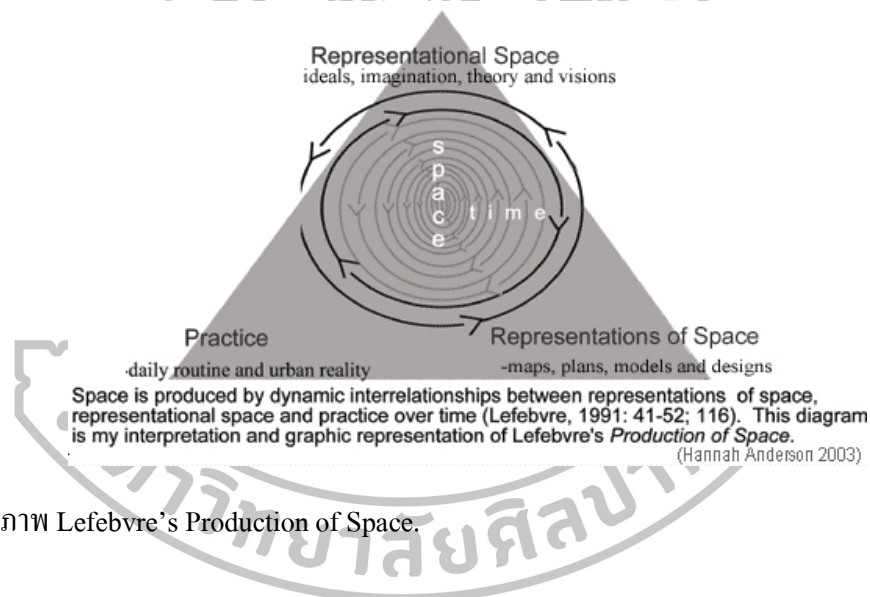 Representational Space
ideals, imagination, theory and visions
space
time
Practice
-daily routine and urban reality
Representations of Space
-maps, plans, models and designs
Space is produced by dynamic interrelationships between representations of space,
representational space and practice over time (Lefebvre, 1991: 41-52; 116). This diagram
is my interpretation and graphic representation of Lefebvre's Production of Space.
(Hannah Anderson 2003)
ภาพ Lefebvre’s Production of Space.